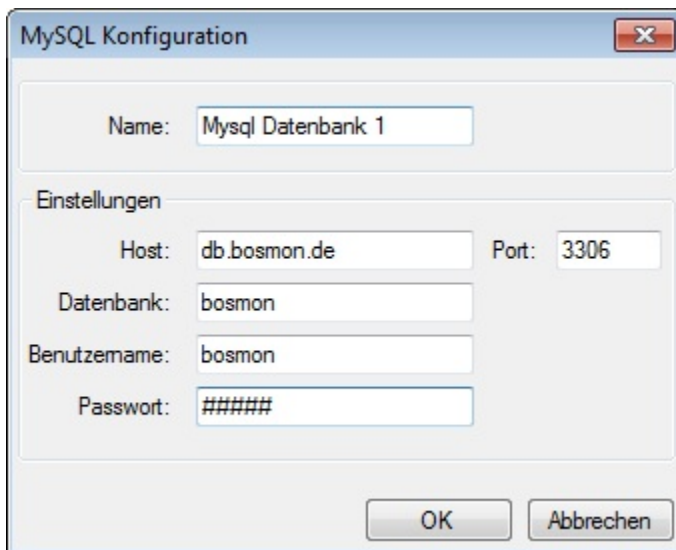 MySQL Konfiguration
Name: Mysql Datenbank 1
Einstellungen
Host: db.bosmon.de Port: 3306
Datenbank: bosmon
Benutzername: bosmon
Passwort: #####
OK Abbrechen